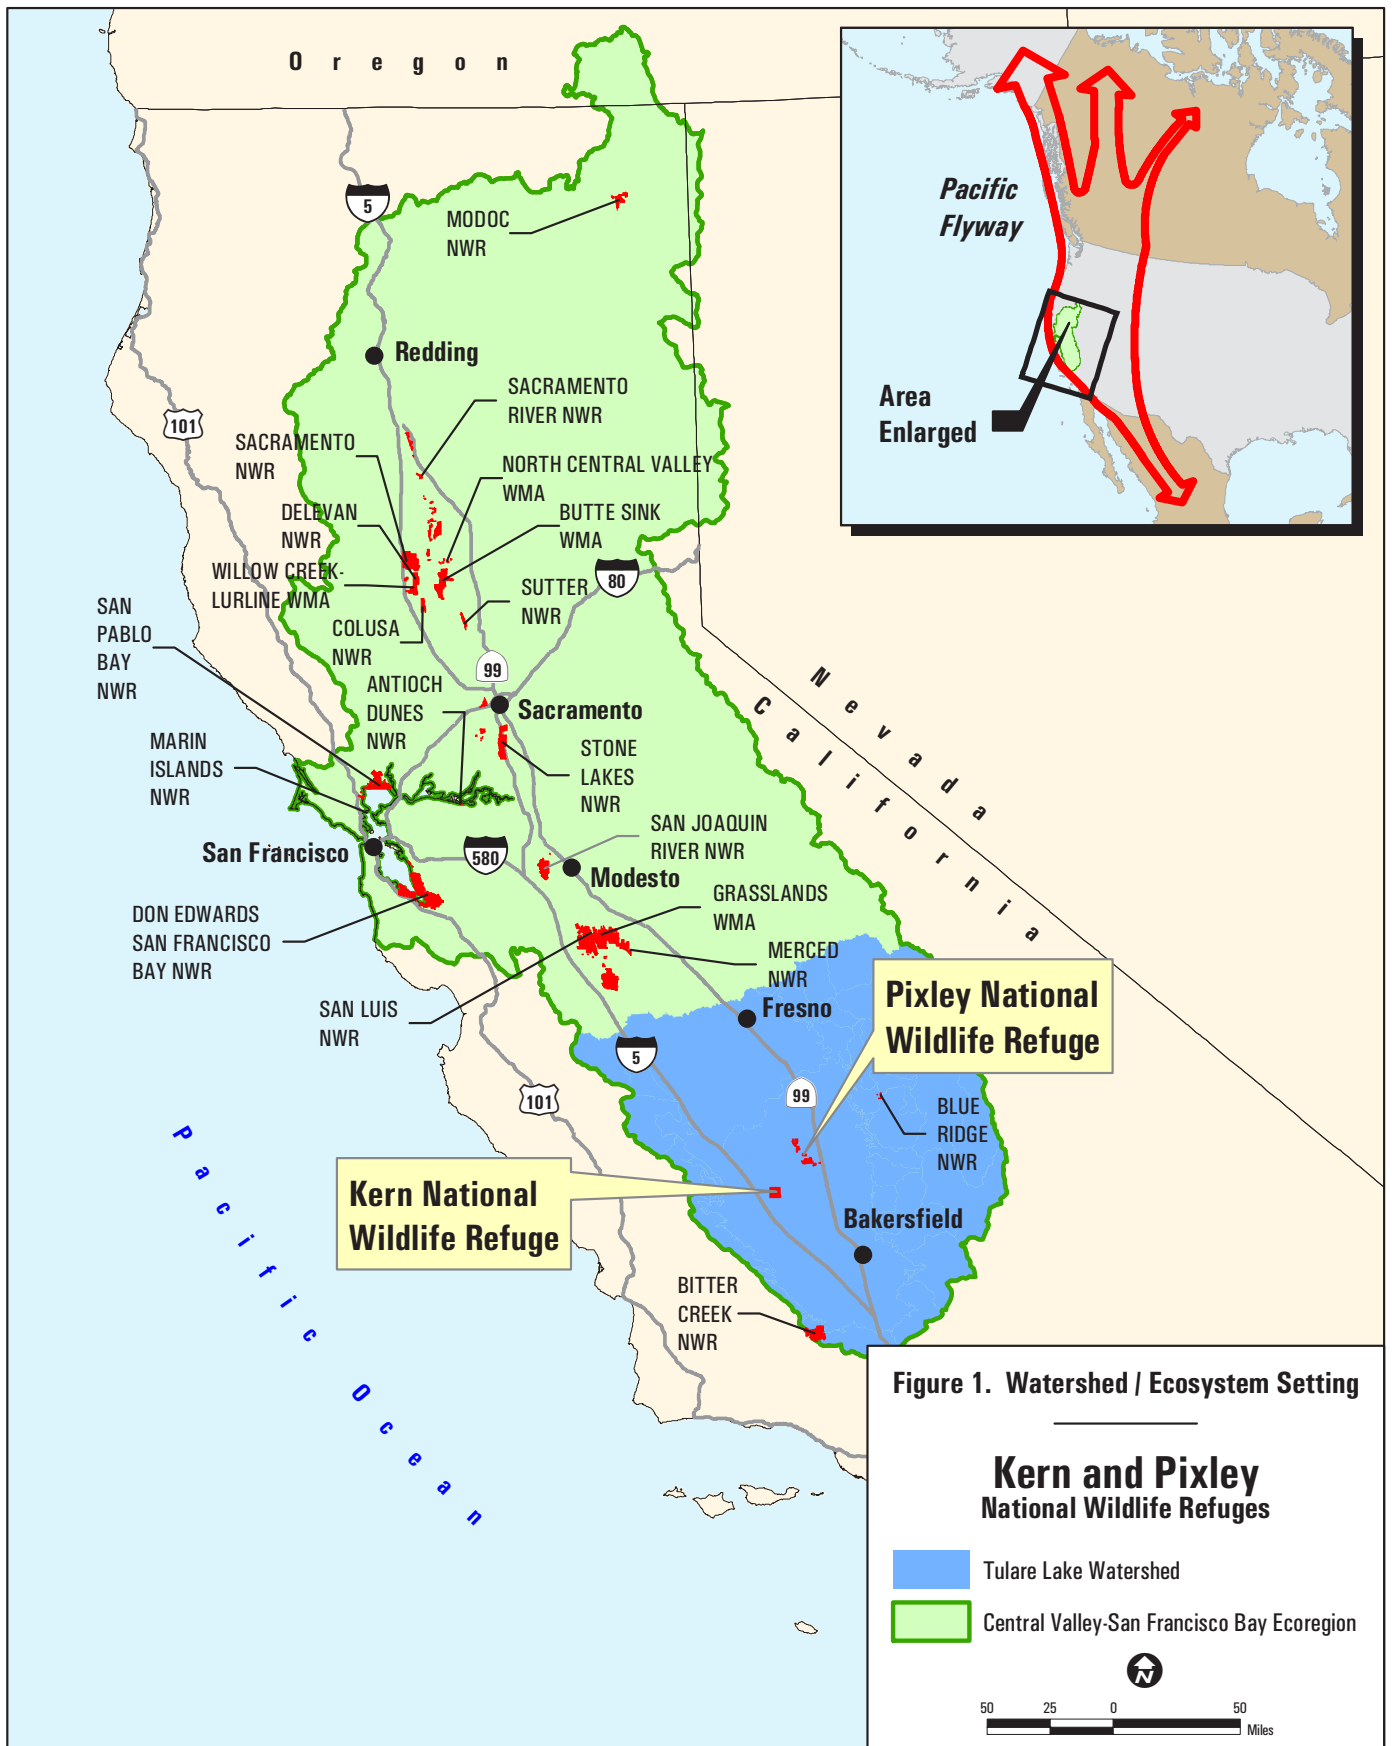 Oregon
Pacific
Flyway
Area
Enlarged
5
MODOC
NWR
Redding
101
SACRAMENTO
RIVER NWR
SACRAMENTO
NWR
NORTH CENTRAL VALLEY
WMA
DELEVAN
NWR
BUTTE SINK
WMA
WILLOW CREEK-
LURLINE WMA
80
SUTTER
NWR
SAN
PABLO
BAY
NWR
COLUSA
NWR
99
ANTIOCH
DUNES
NWR
Sacramento
Nevada
California
MARIN
ISLANDS
NWR
STONE
LAKES
NWR
San Francisco
580
SAN JOAQUIN
RIVER NWR
Modesto
GRASSLANDS
WMA
DON EDWARDS
SAN FRANCISCO
BAY NWR
MERCED
NWR
SAN LUIS
NWR
Fresno
Pixley National
Wildlife Refuge
5
101
99
BLUE
RIDGE
NWR
Pacific Ocean
Kern National
Wildlife Refuge
Bakersfield
BITTER
CREEK
NWR
Figure 1. Watershed / Ecosystem Setting
Kern and Pixley
National Wildlife Refuges
Tulare Lake Watershed
Central Valley-San Francisco Bay Ecoregion
N
50 25 0 50
Miles